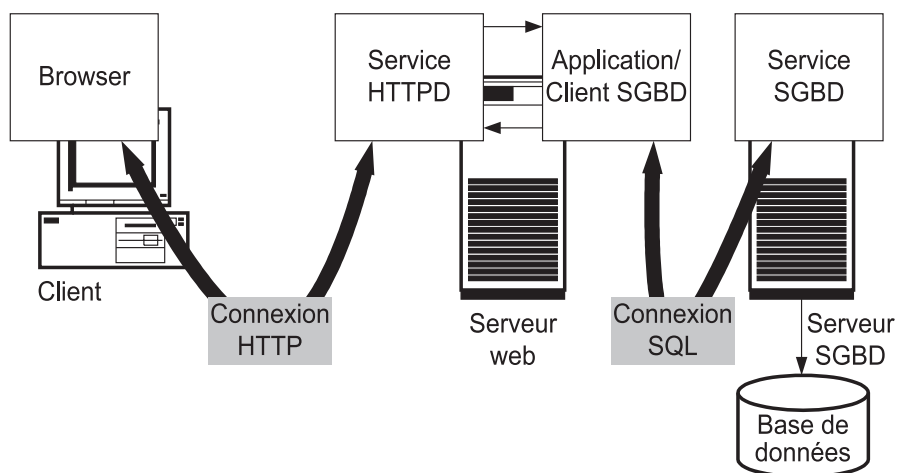 Browser
Service
HTTPD
Application/
Client SGBD
Service
SGBD
Client
Connexion
HTTP
Serveur
web
Connexion
SQL
Serveur
SGBD
Base de
données